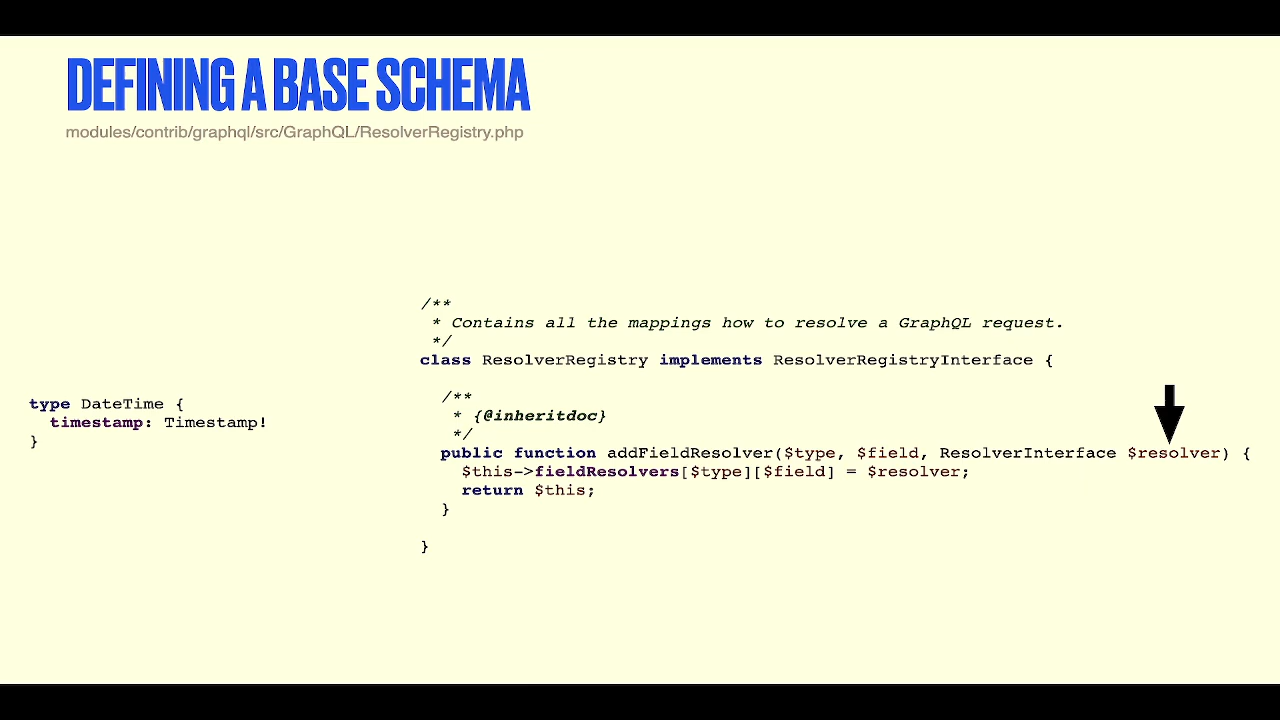 DEFINING A BASE SCHEMA
modules/contrib/graphql/src/GraphQL/ResolverRegistry.php
type DateTime {
  timestamp: Timestamp!
}
/**
 * Contains all the mappings how to resolve a GraphQL request.
 */
class ResolverRegistry implements ResolverRegistryInterface {
  /**
   * {@inheritdoc}
   */
  public function addFieldResolver($type, $field, ResolverInterface $resolver) {
    $this->fieldResolvers[$type][$field] = $resolver;
    return $this;
  }
}